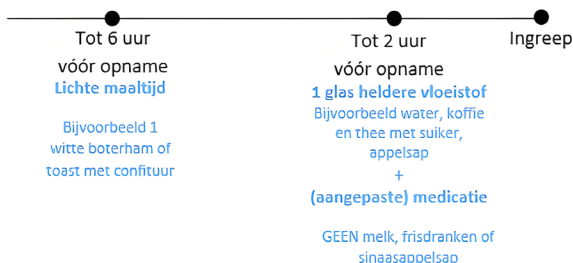 Tot 6 uur
vóór opname
Lichte maaltijd
Bijvoorbeeld 1
witte boterham of
toast met confituur
Tot 2 uur
vóór opname
1 glas heldere vloeistof
Bijvoorbeeld water, koffie
en thee met suiker,
appelsap
+
(aangepaste) medicatie
GEEN melk, frisdranken of
sinaasappelsap
Ingreep